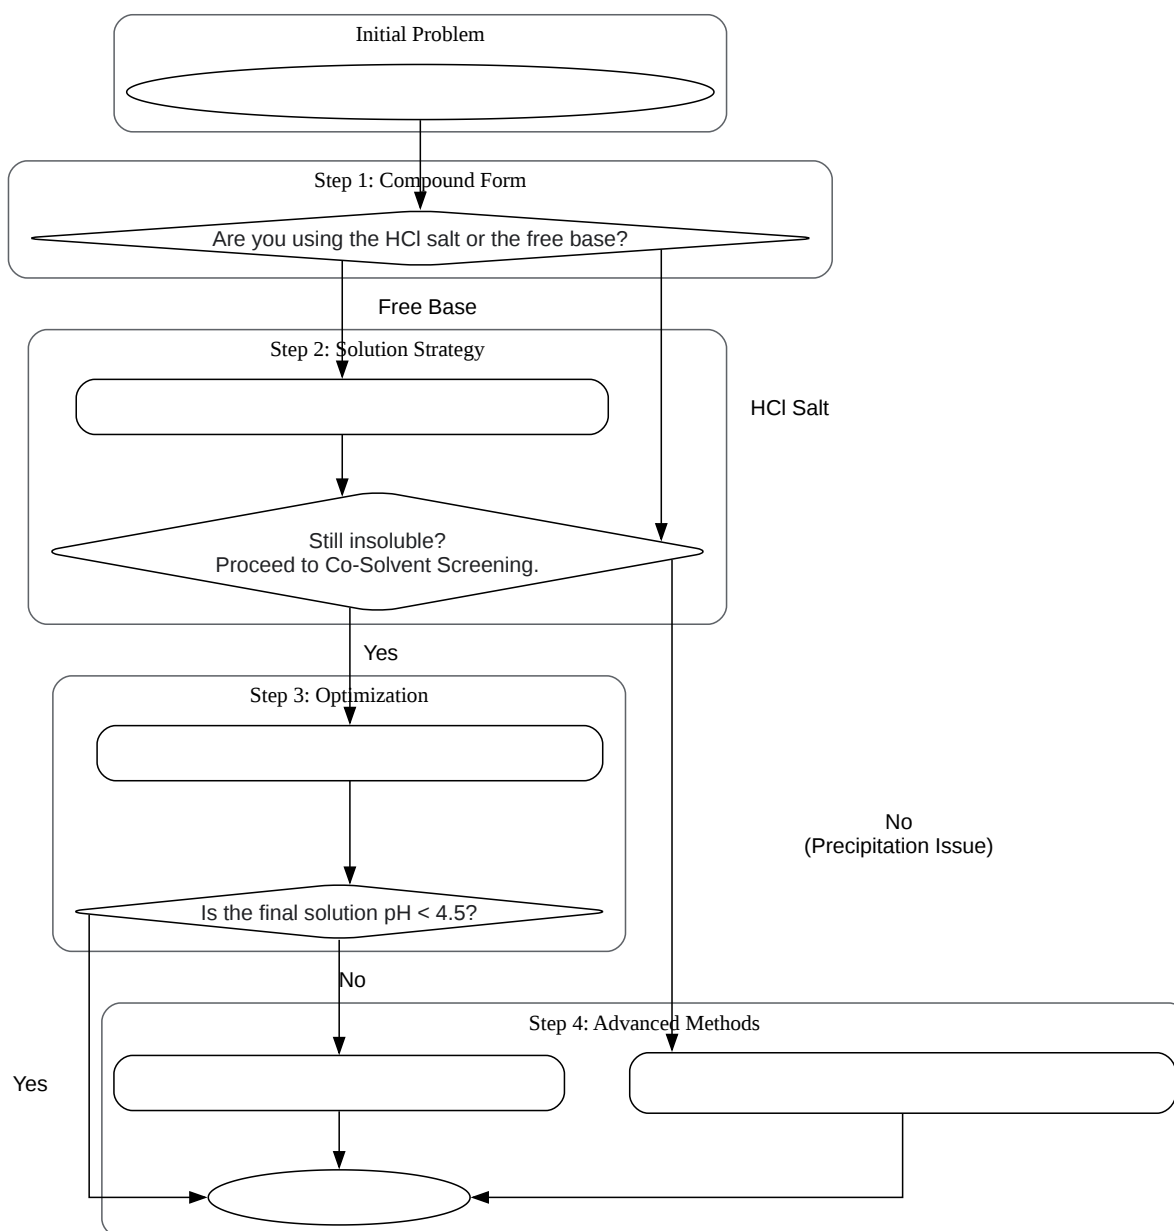 Initial Problem
Step 1: Compound Form
Are you using the HCl salt or the free base?
Free Base
Step 2: Solution Strategy
HCl Salt
Still insoluble?
Proceed to Co-Solvent Screening.
Yes
Step 3: Optimization
No
(Precipitation Issue)
Is the final solution pH < 4.5?
No
Step 4: Advanced Methods
Yes